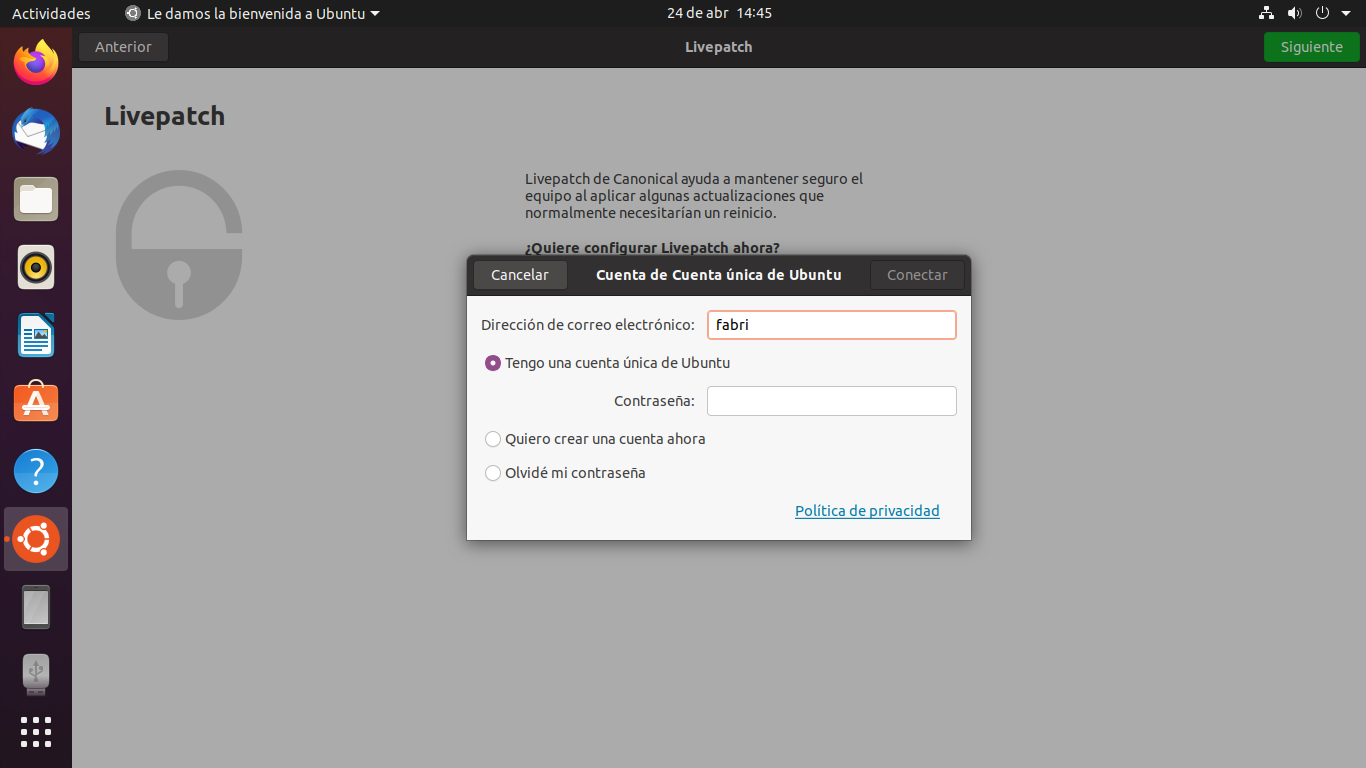 Actividades
Le damos la bienvenida a Ubuntu
24 de abr 14:45
Anterior
Livepatch
Siguiente
Livepatch
Livepatch de Canonical ayuda a mantener seguro el
equipo al aplicar algunas actualizaciones que
normalmente necesitarían un reinicio.
¿Quiere configurar Livepatch ahora?
Cancelar
Cuenta de Cuenta única de Ubuntu
Conectar
Dirección de correo electrónico:
fabri
Tengo una cuenta única de Ubuntu
Contraseña:
Quiero crear una cuenta ahora
Olvidé mi contraseña
Política de privacidad